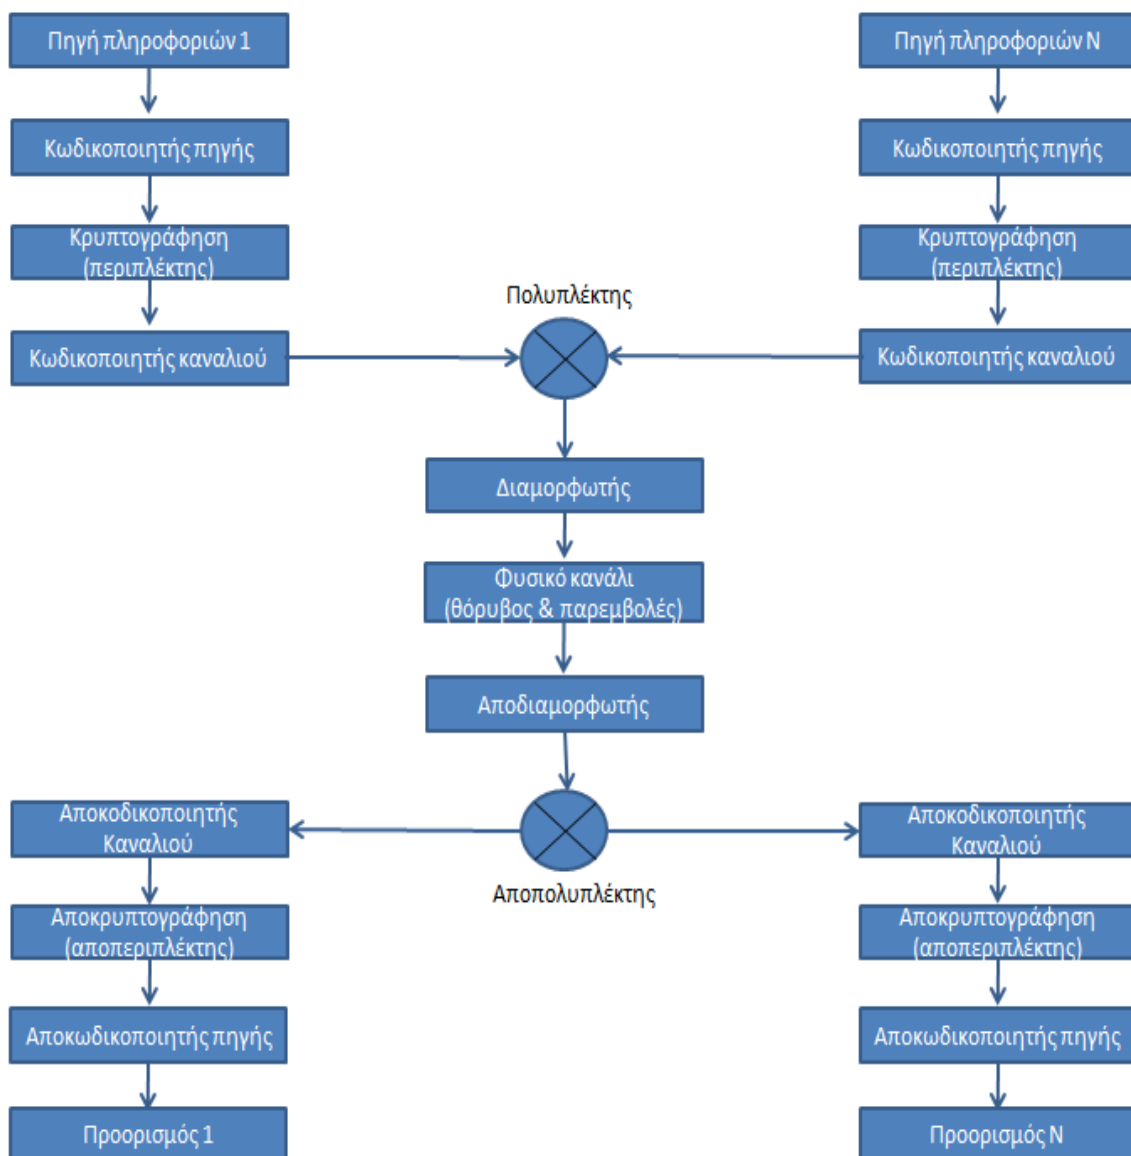 Πηγή πληροφοριών 1
Πηγή πληροφοριών Ν
Κωδικοποιητής πηγής
Κωδικοποιητής πηγής
Κρυπτογράφηση
(περιπλέκτης)
Κρυπτογράφηση
(περιπλέκτης)
Πολυπλέκτης
Κωδικοποιητής καναλιού
Κωδικοποιητής καναλιού
Διαμορφωτής
Φυσικό κανάλι
(θόρυβος & παρεμβολές)
Αποδιαμορφωτής
Αποκοδικοποιητής
Καναλιού
Αποκοδικοποιητής
Καναλιού
Αποπολυπλέκτης
Αποκρυπτογράφηση
(αποπεριπλέκτης)
Αποκρυπτογράφηση
(αποπεριπλέκτης)
Αποκωδικοποιητής πηγής
Αποκωδικοποιητής πηγής
Προορισμός 1
Προορισμός Ν